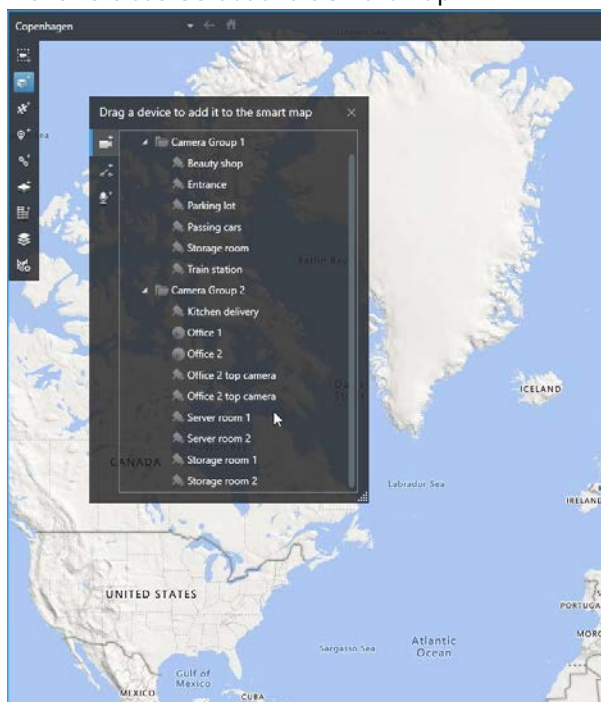 Copenhagen
Drag a device to add it to the smart map
Camera Group 1
Beauty shop
Entrance
Parking lot
Passing cars
Storage room
Train station
Camera Group 2
Kitchen delivery
Office 1
Office 2
Office 2 top camera
Office 2 top camera
Server room 1
Server room 2
Storage room 1
Storage room 2
Baffin Bay
ICELAND
CANADA
Labrador Sea
IRELAND
UNITED STATES
PORTUGA
MORO
Atlantic
Ocean
Sargasso Sea
Gulf of
Mexico
MEXICO
CUBA